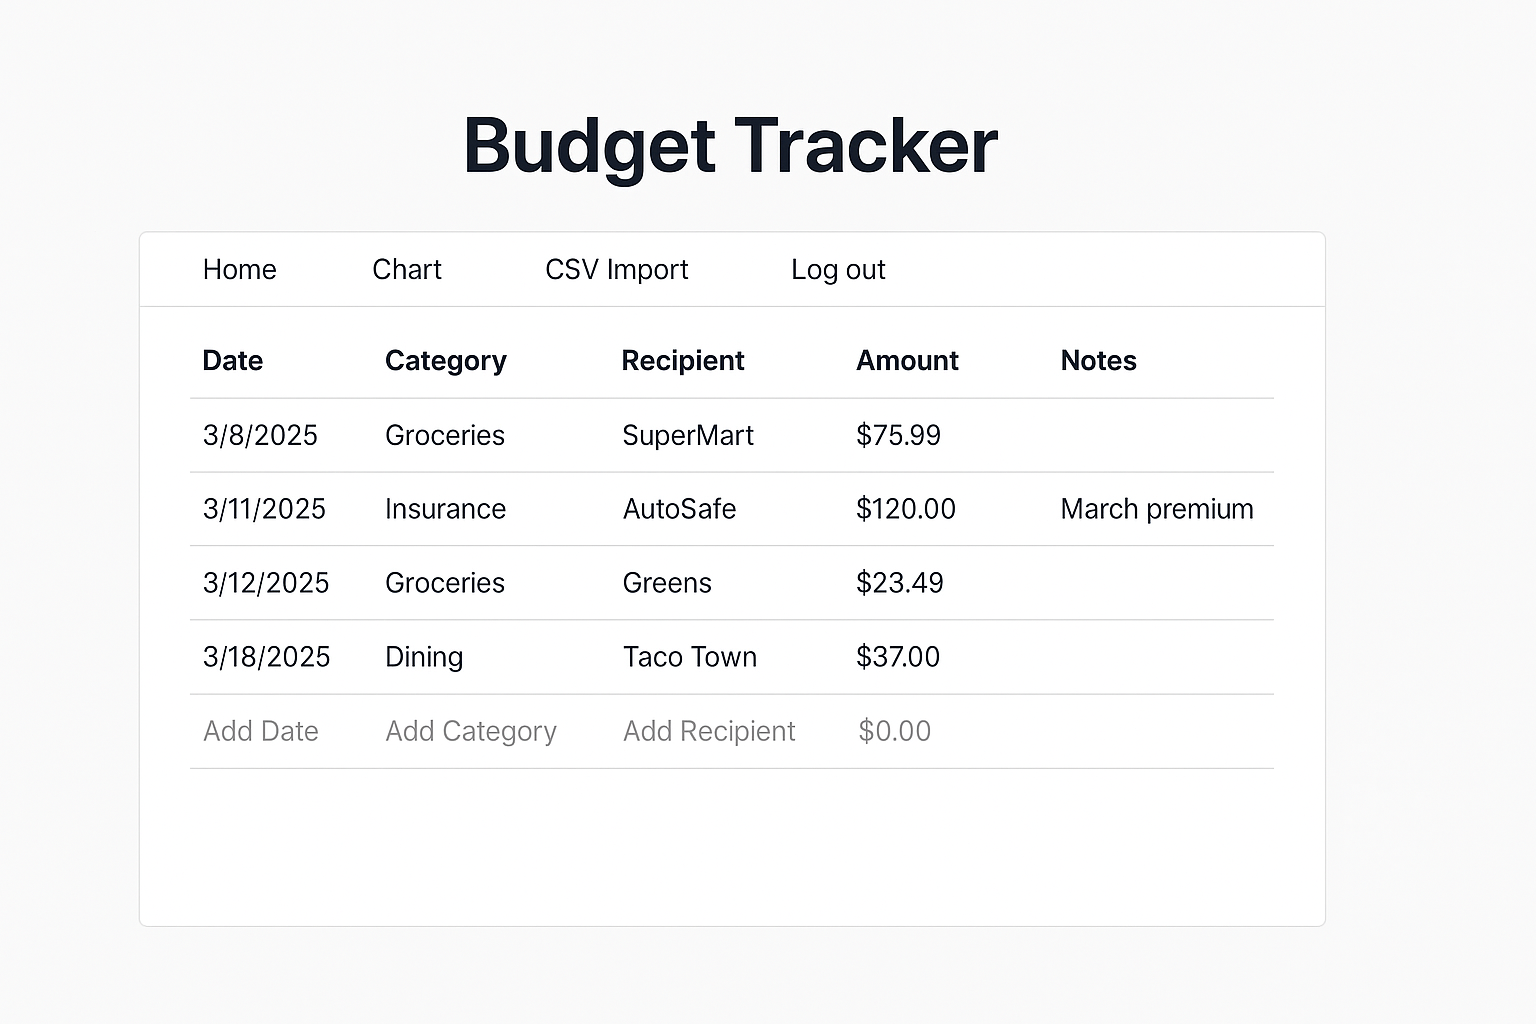 Budget Tracker
Home Chart CSV Import Log out
Date Category Recipient Amount Notes
3/8/2025 Groceries SuperMart $75.99
3/11/2025 Insurance AutoSafe $120.00 March premium
3/12/2025 Groceries Greens $23.49
3/18/2025 Dining Taco Town $37.00
Add Date Add Category Add Recipient $0.00